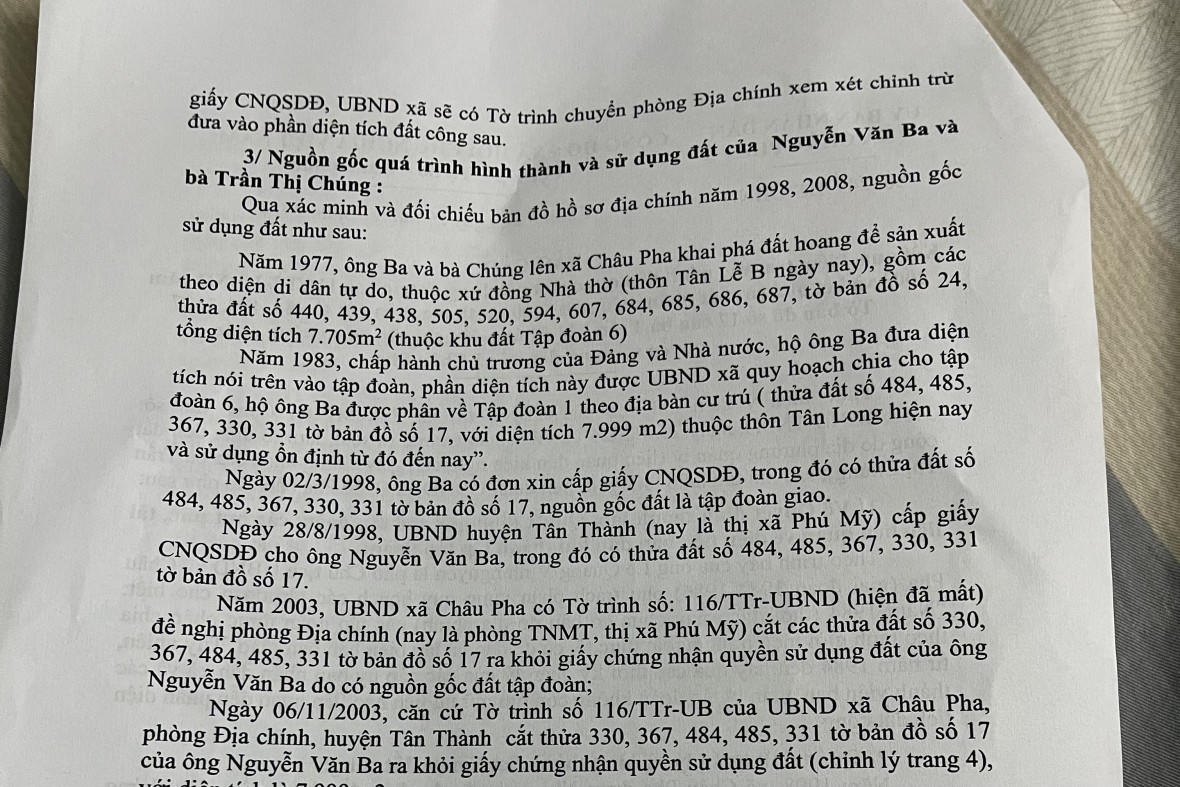 giấy CNQSDĐ, UBND xã sẽ có Tờ trình chuyển phòng Địa chính xem xét chỉnh trừ
đưa vào phần diện tích đất công sau.
3/ Nguồn gốc quá trình hình thành và sử dụng đất của Nguyễn Văn Ba và
bà Trần Thị Chúng :
Qua xác minh và đối chiếu bản đồ hồ sơ địa chính năm 1998, 2008, nguồn gốc
sử dụng đất như sau:
Năm 1977, ông Ba và bà Chúng lên xã Châu Pha khai phá đất hoang để sản xuất
theo diện di dân tự do, thuộc xứ đồng Nhà thờ (thôn Tân Lễ B ngày nay), gồm các
thửa đất số 440, 439, 438, 505, 520, 594, 607, 684, 685, 686, 687, tờ bản đồ số 24,
tổng diện tích 7.705m² (thuộc khu đất Tập đoàn 6)
Năm 1983, chấp hành chủ trương của Đảng và Nhà nước, hộ ông Ba đưa diện
tích nói trên vào tập đoàn, phần diện tích này được UBND xã quy hoạch chia cho tập
đoàn 6, hộ ông Ba được phân về Tập đoàn 1 theo địa bàn cư trú ( thửa đất số 484, 485,
367, 330, 331 tờ bản đồ số 17, với diện tích 7.999 m2) thuộc thôn Tân Long hiện nay
và sử dụng ổn định từ đó đến nay”.
Ngày 02/3/1998, ông Ba có đơn xin cấp giấy CNQSDĐ, trong đó có thửa đất số
484, 485, 367, 330, 331 tờ bản đồ số 17, nguồn gốc đất là tập đoàn giao.
Ngày 28/8/1998, UBND huyện Tân Thành (nay là thị xã Phú Mỹ) cấp giấy
CNQSDĐ cho ông Nguyễn Văn Ba, trong đó có thửa đất số 484, 485, 367, 330, 331
tờ bản đồ số 17.
Năm 2003, UBND xã Châu Pha có Tờ trình số: 116/TTr-UBND (hiện đã mất)
đề nghị phòng Địa chính (nay là phòng TNMT, thị xã Phú Mỹ) cắt các thửa đất số 330,
367, 484, 485, 331 tờ bản đồ số 17 ra khỏi giấy chứng nhận quyền sử dụng đất của ông
Nguyễn Văn Ba do có nguồn gốc đất tập đoàn;
Ngày 06/11/2003, căn cứ Tờ trình số 116/TTr-UB của UBND xã Châu Pha,
phòng Địa chính, huyện Tân Thành cắt thửa 330, 367, 484, 485, 331 tờ bản đồ số 17
của ông Nguyễn Văn Ba ra khỏi giấy chứng nhận quyền sử dụng đất (chỉnh lý trang 4),